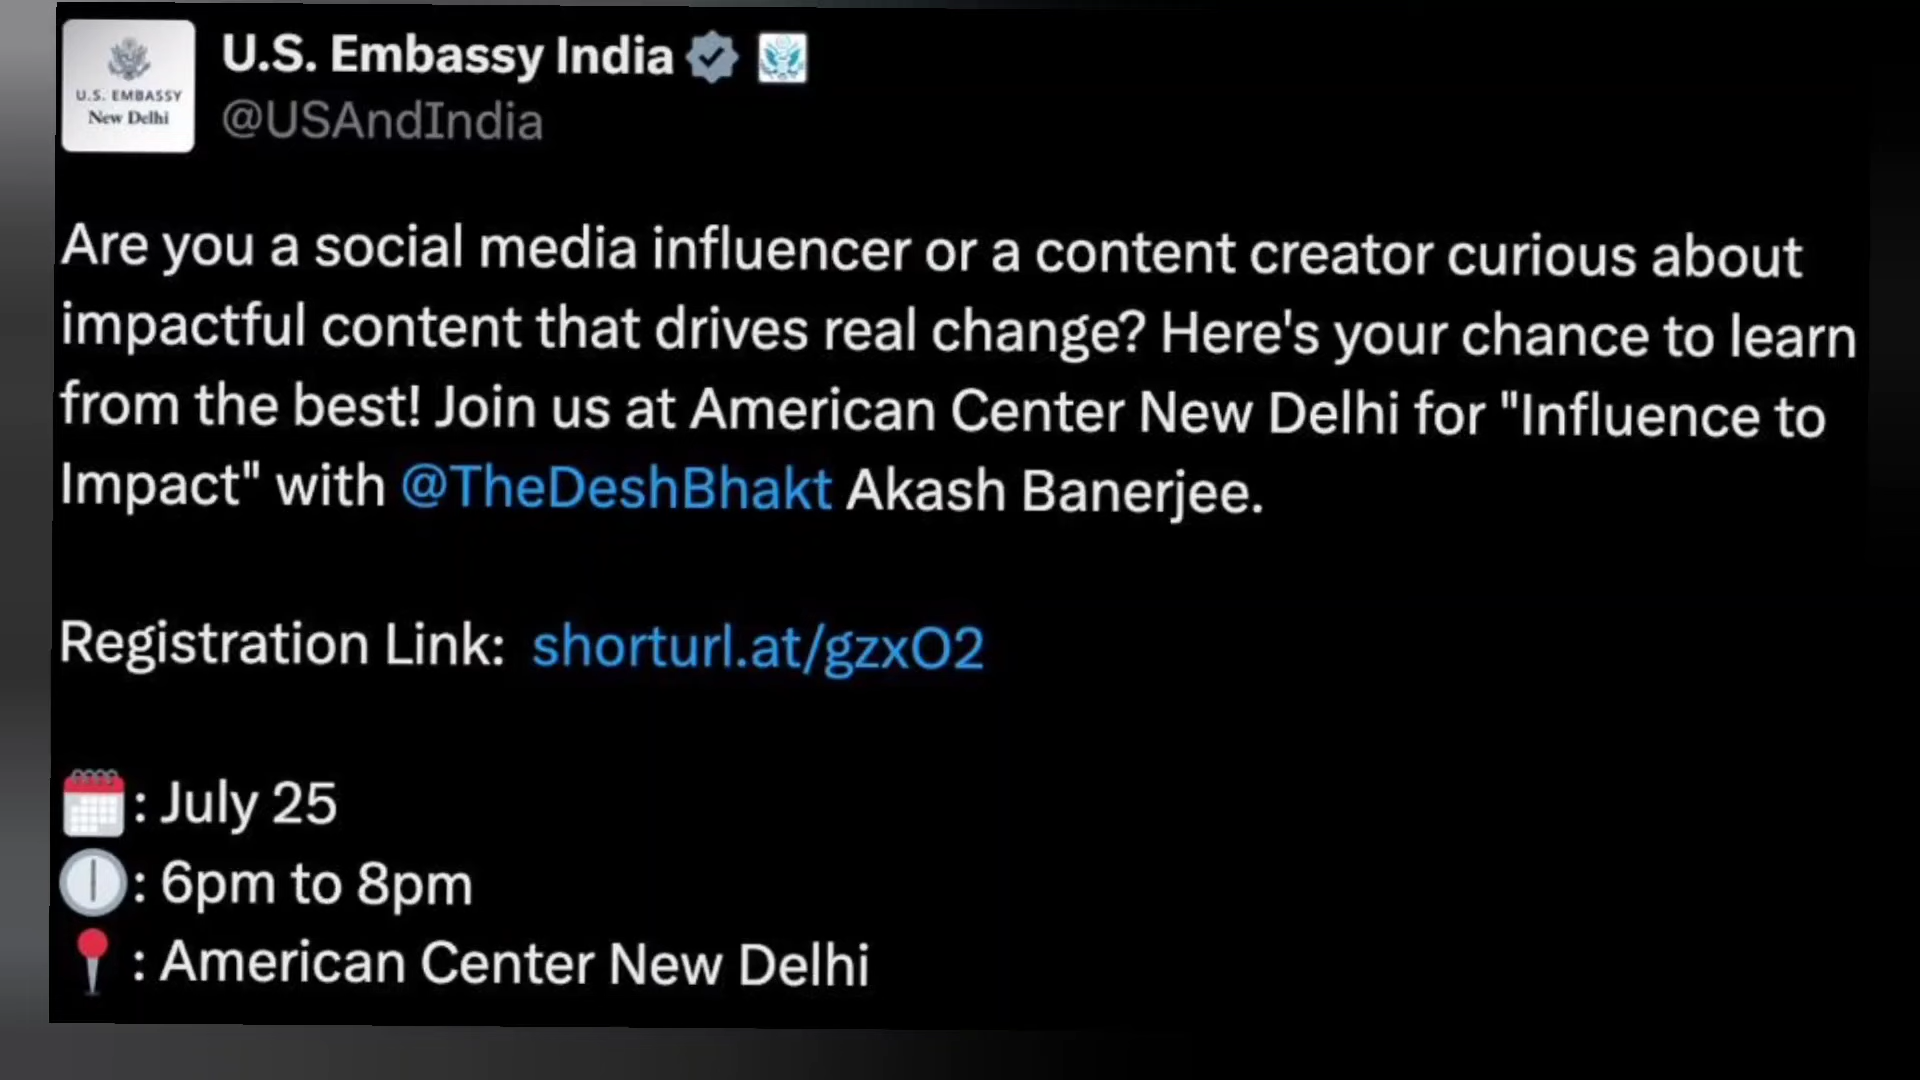 U.S. EMBASSY
New Delhi
U.S. Embassy India
@USAndIndia
Are you a social media influencer or a content creator curious about
impactful content that drives real change? Here's your chance to learn
from the best! Join us at American Center New Delhi for "Influence to
Impact" with @TheDeshBhakt Akash Banerjee.
Registration Link: shorturl.at/gzxO2
: July 25
: 6pm to 8pm
: American Center New Delhi